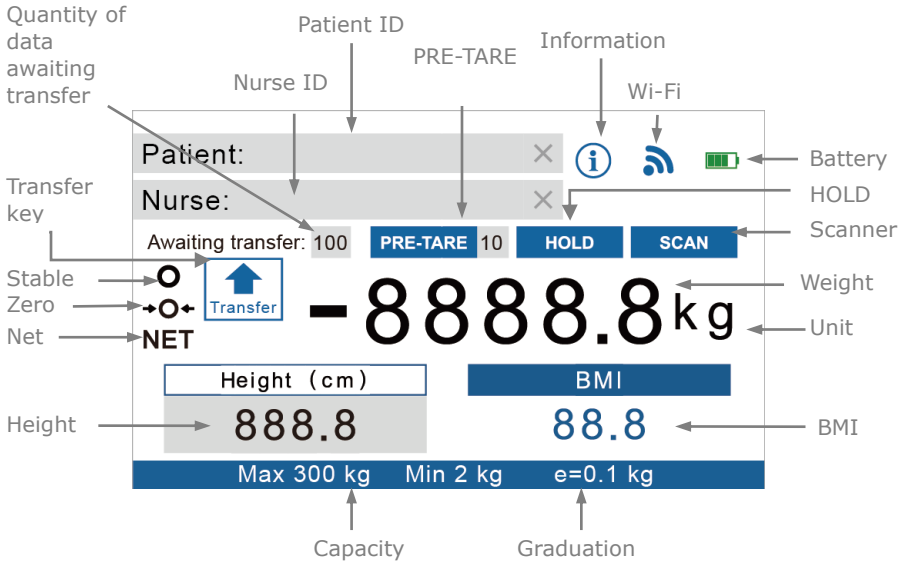 Quantity of
data
awaiting
transfer
Patient ID
Nurse ID
PRE-TARE
Information
Wi-Fi
Patient: ×
i
Battery
Transfer
key
Nurse: ×
HOLD
Awaiting transfer: 100 PRE-TARE 10 HOLD SCAN
Scanner
Stable
Zero
Net
NET
Transfer
-8888.8kg
Weight
Unit
Height (cm)
BMI
Height
888.8
88.8
BMI
Max 300 kg Min 2 kg e=0.1 kg
Capacity
Graduation